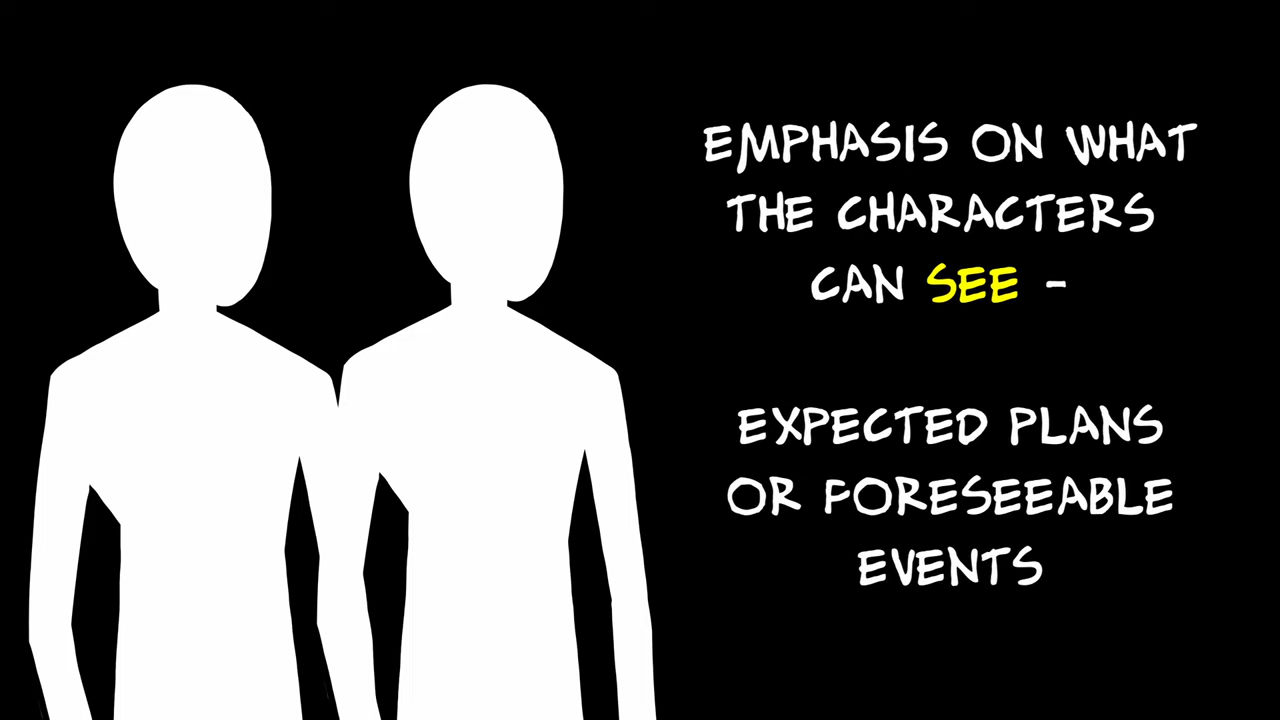 EMPHASIS ON WHAT
THE CHARACTERS
CAN SEE -
EXPECTED PLANS
OR FORESEEABLE
EVENTS